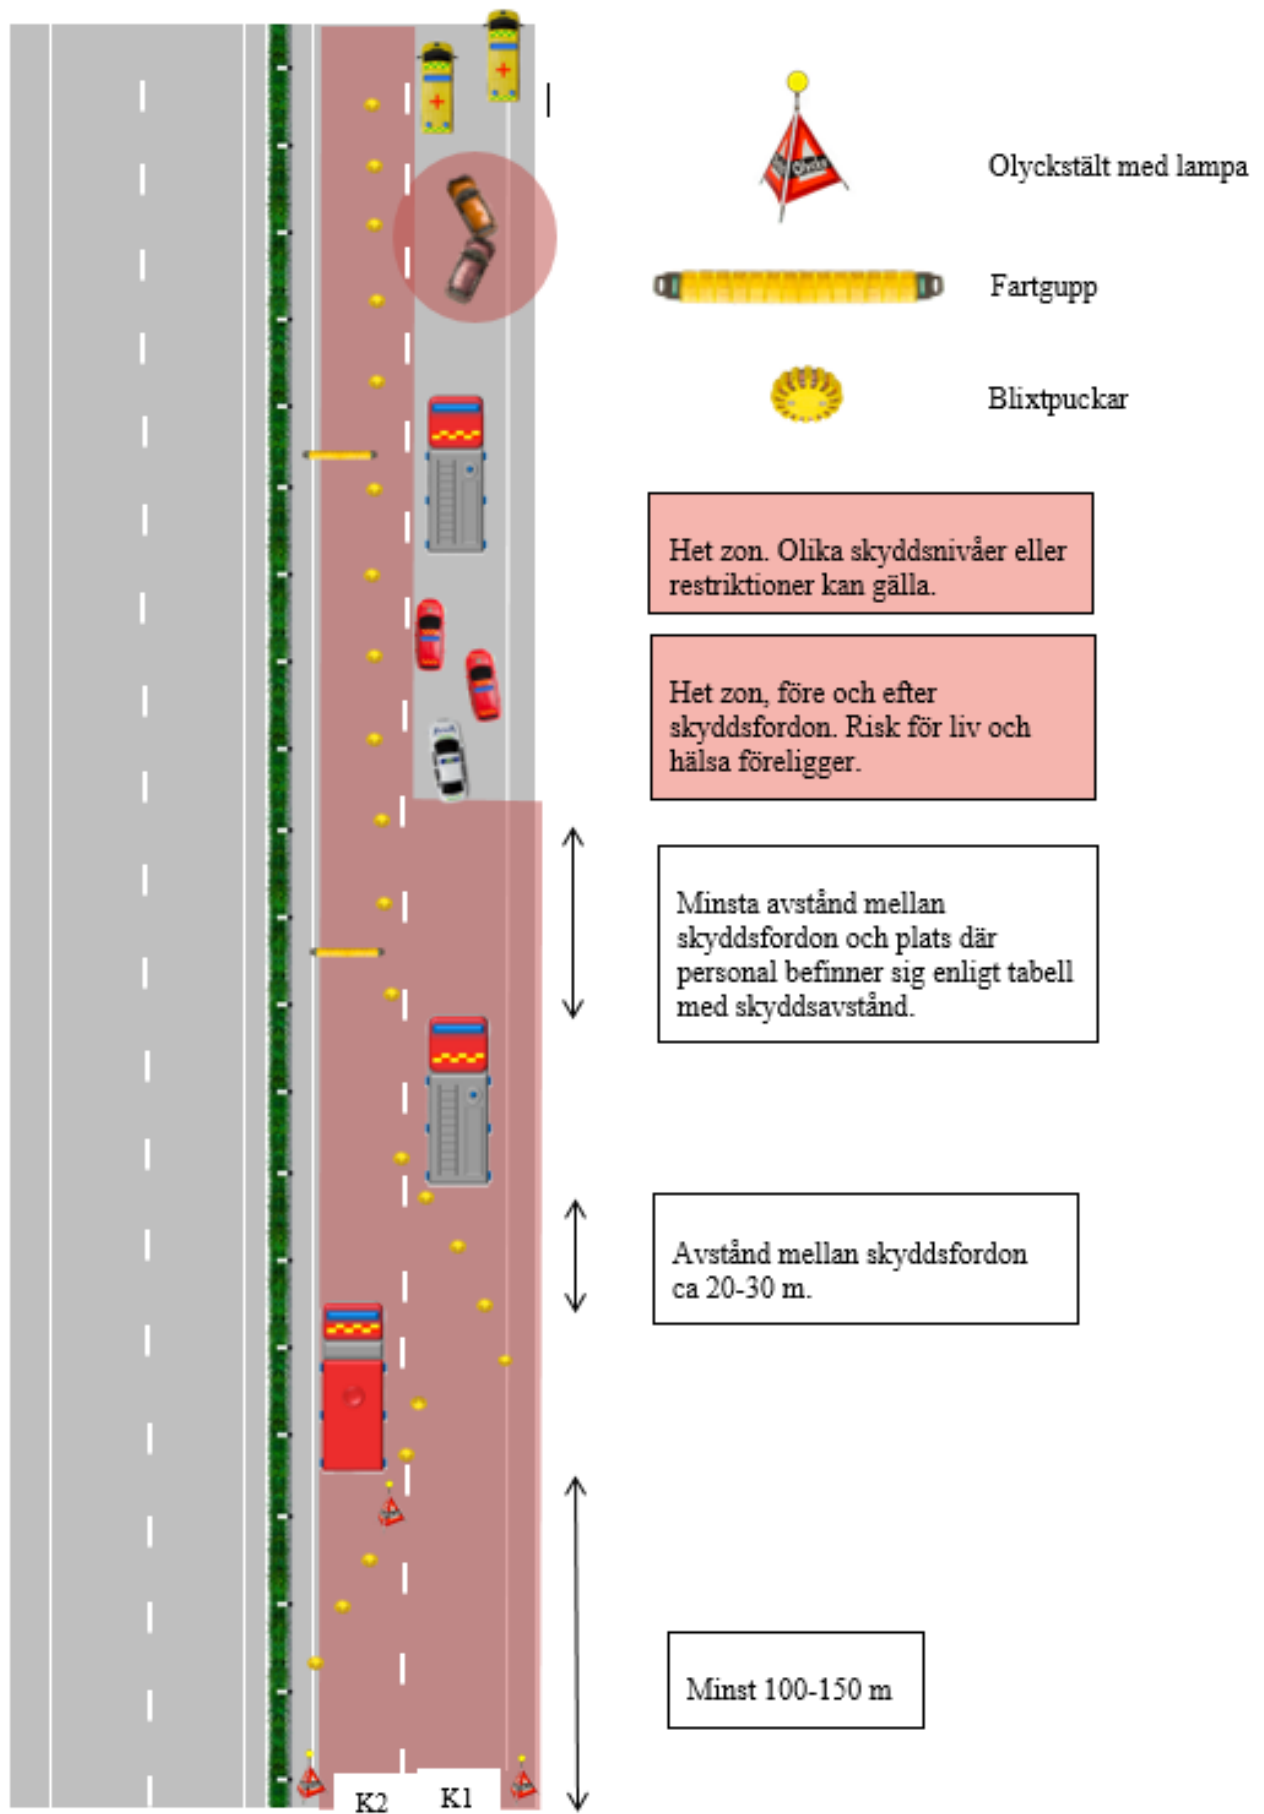 Olycka
Olyckstält med lampa
Fartgupp
Blixtpuckar
Het zon. Olika skyddsnivåer eller
restriktioner kan gälla.
Het zon, före och efter
skyddsfordon. Risk för liv och
hälsa föreligger.
Minsta avstånd mellan
skyddsfordon och plats där
personal befinner sig enligt tabell
med skyddsavstånd.
Avstånd mellan skyddsfordon
ca 20-30 m.
Minst 100-150 m
K2
K1